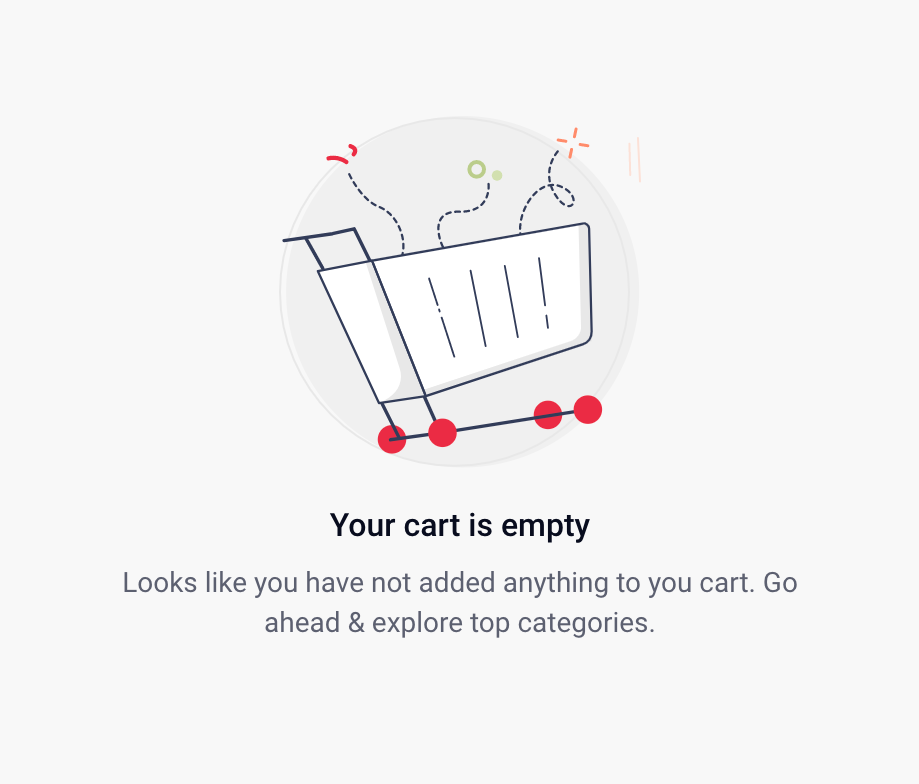 Your cart is empty
Looks like you have not added anything to you cart. Go
ahead & explore top categories.